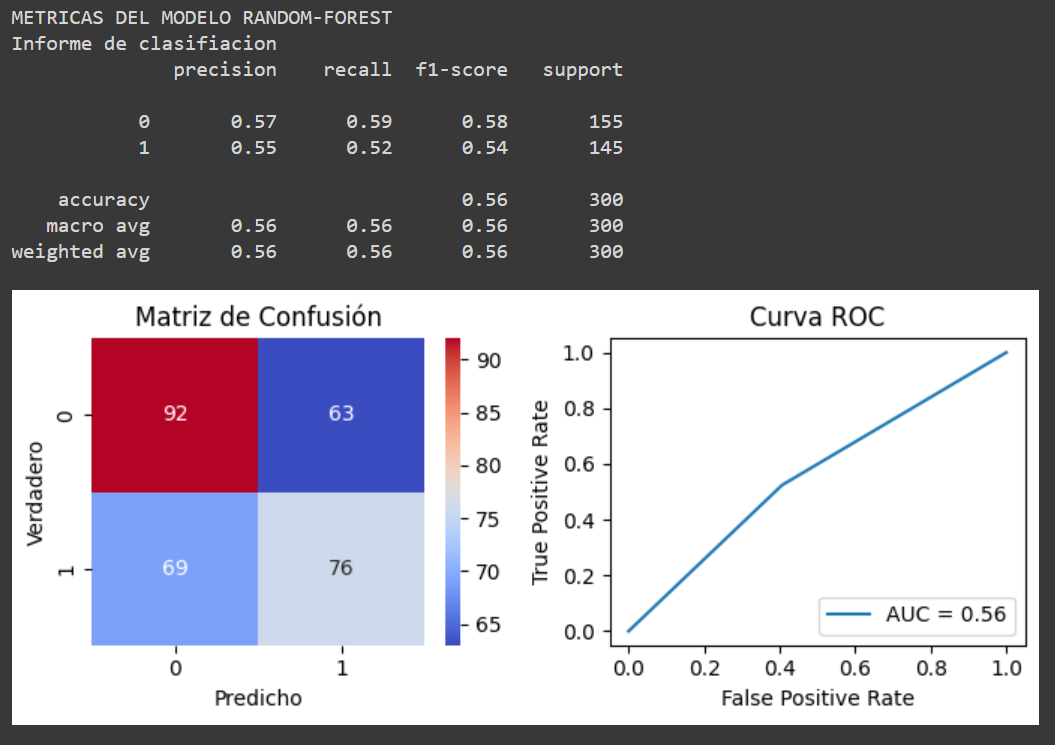 METRICAS DEL MODELO RANDOM-FOREST
Informe de clasifiacion
precision recall f1-score support
0 0.57 0.59 0.58 155
1 0.55 0.52 0.54 145
accuracy 0.56 300
macro avg 0.56 0.56 0.56 300
weighted avg 0.56 0.56 0.56 300
Matriz de Confusión
92 63
69 76
0
1
Verdadero
0 1
Predicho
90
85
80
75
70
65
Curva ROC
1.0
0.8
0.6
0.4
0.2
0.0
True Positive Rate
AUC = 0.56
0.0 0.2 0.4 0.6 0.8 1.0
False Positive Rate